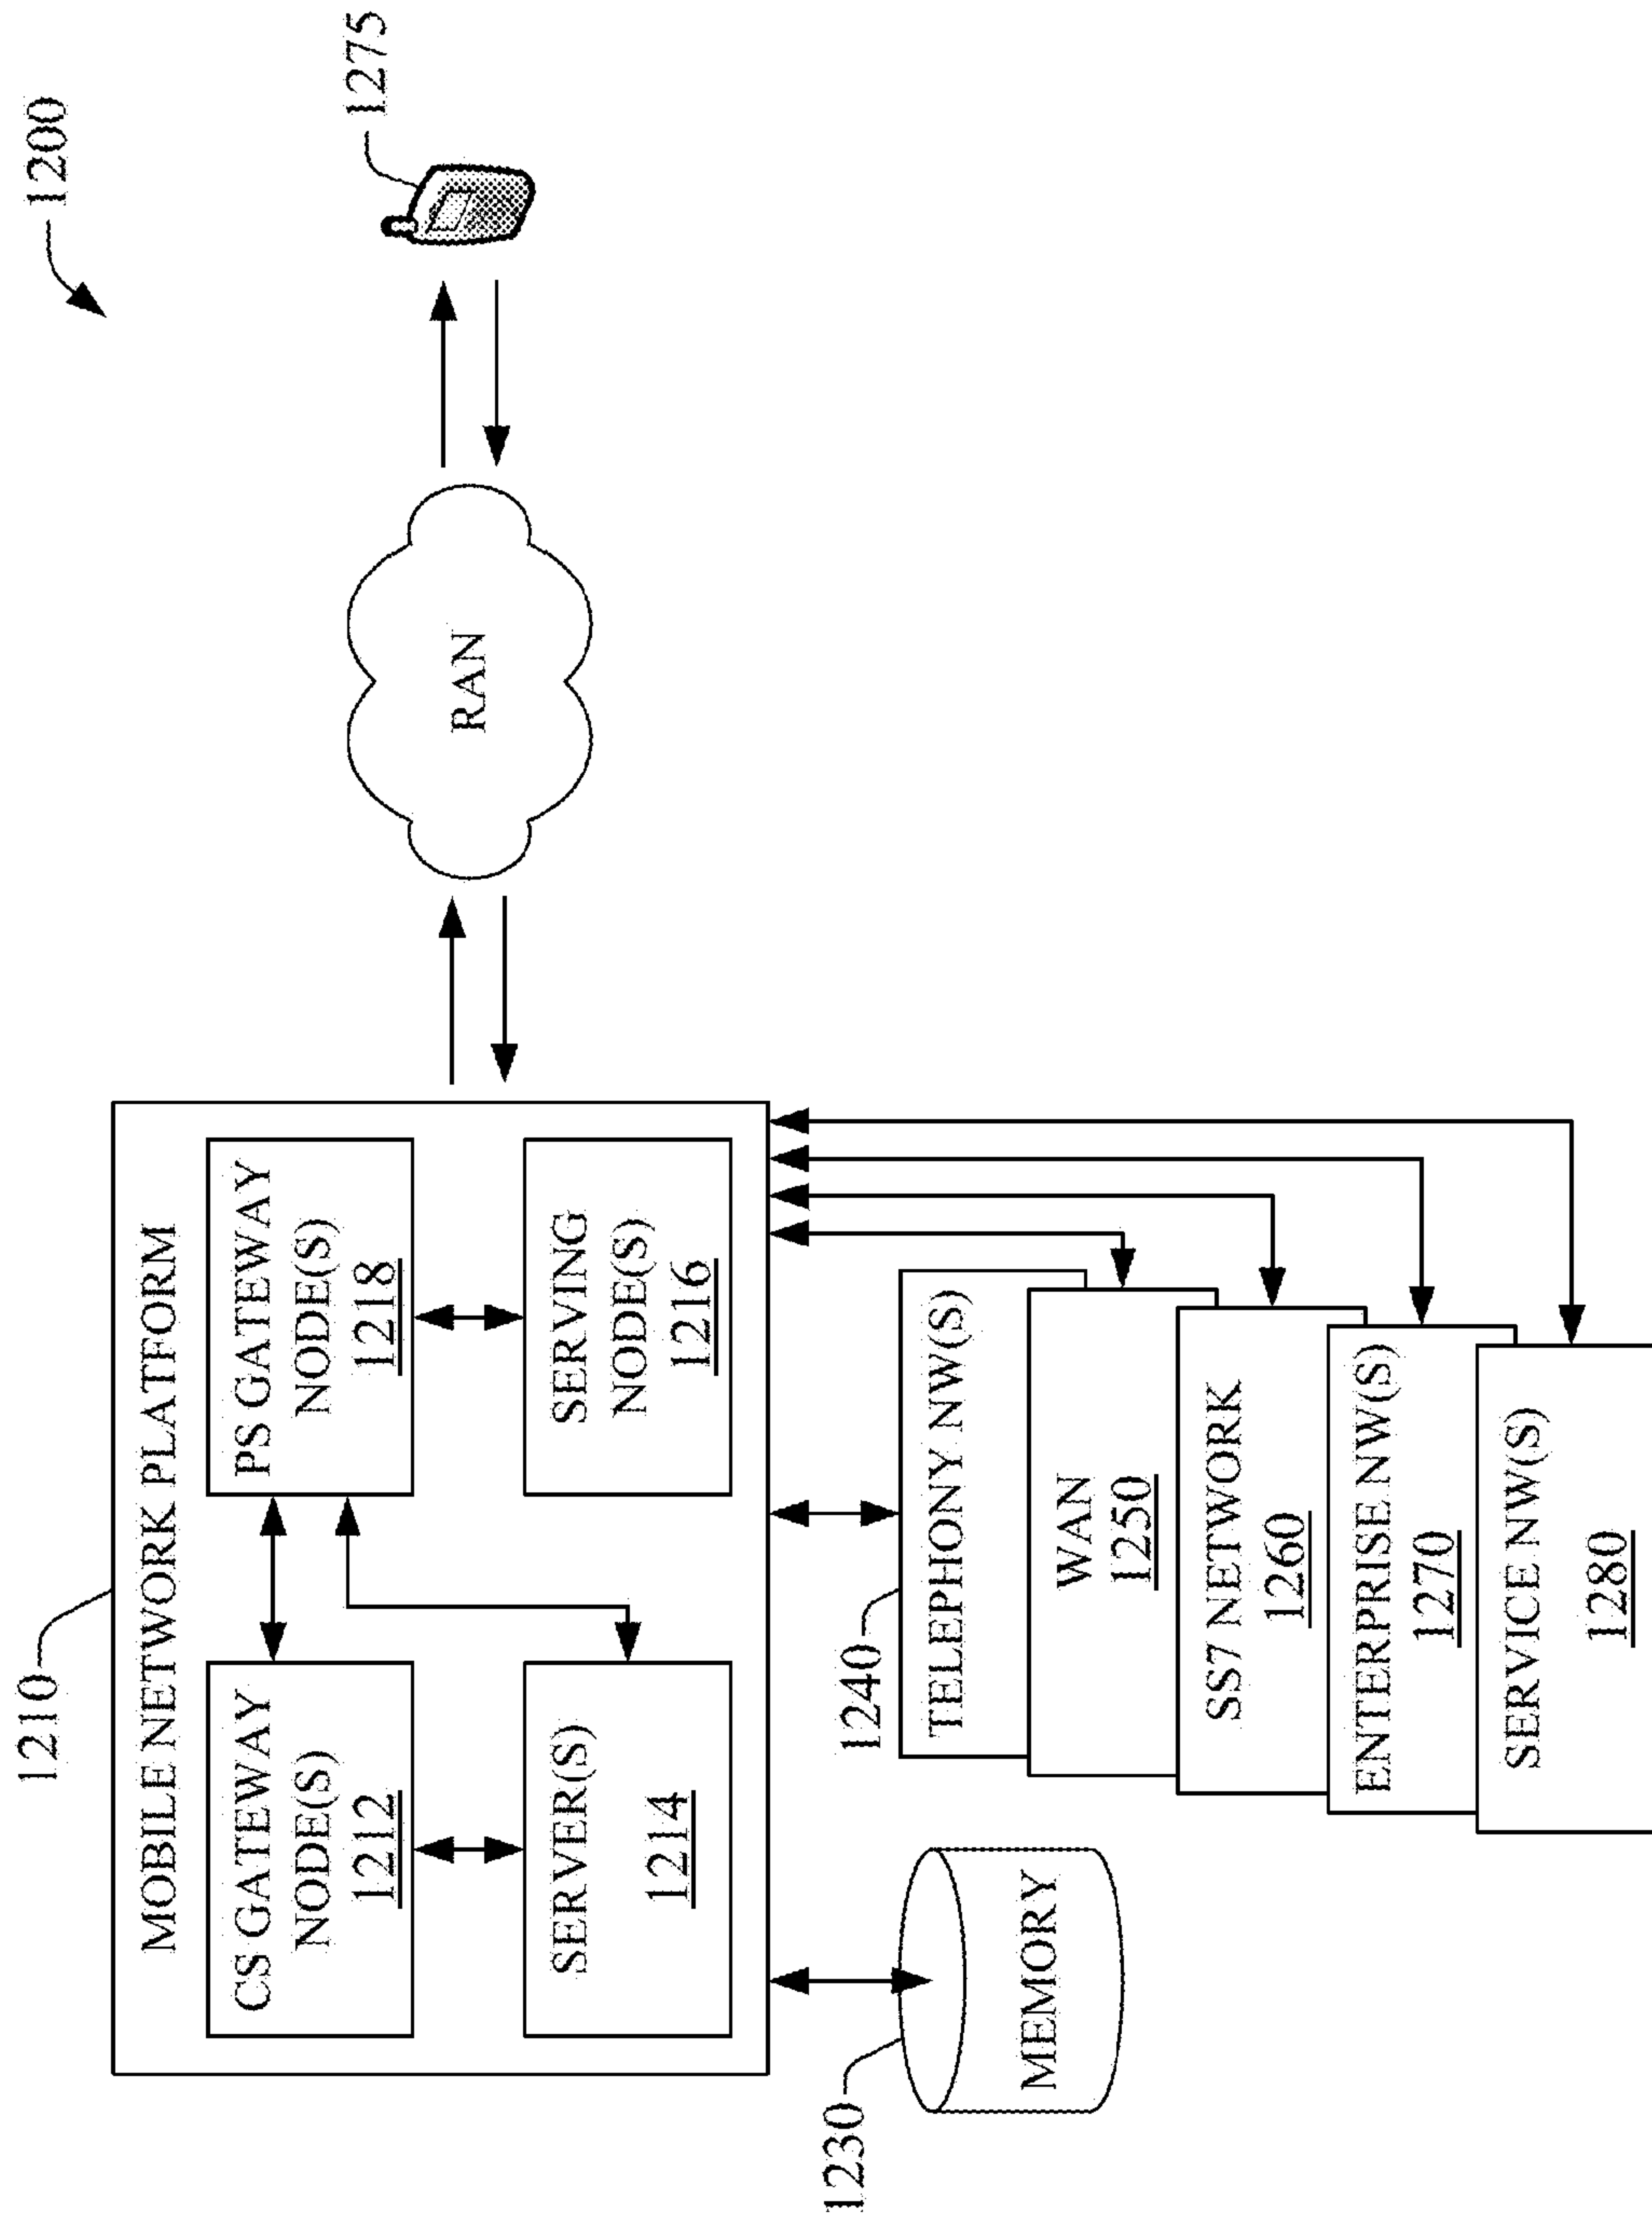 1200
1210
MOBILE NETWORK PLATFORM
CS GATEWAY
NODE(S)
1212
PS GATEWAY
NODE(S)
1218
SERVER(S)
1214
SERVING
NODE(S)
1216
RAN
1275
1230
MEMORY
1240
TELEPHONY NW(S)
WAN
1250
SS7 NETWORK
1260
ENTERPRISE NW(S)
1270
SERVICE NW(S)
1280